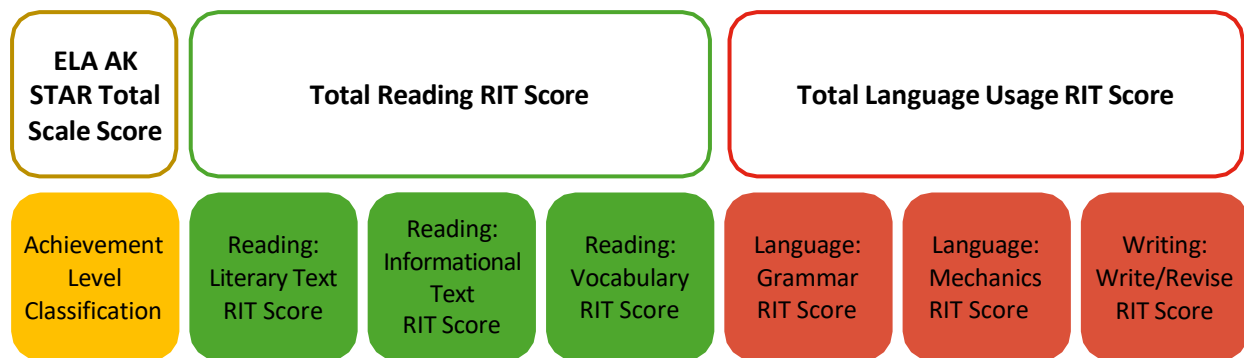 ELA AK
STAR Total
Scale Score
Total Reading RIT Score
Total Language Usage RIT Score
Achievement
Level
Classification
Reading:
Literary Text
RIT Score
Reading:
Informational
Text
RIT Score
Reading:
Vocabulary
RIT Score
Language:
Grammar
RIT Score
Language:
Mechanics
RIT Score
Writing:
Write/Revise
RIT Score